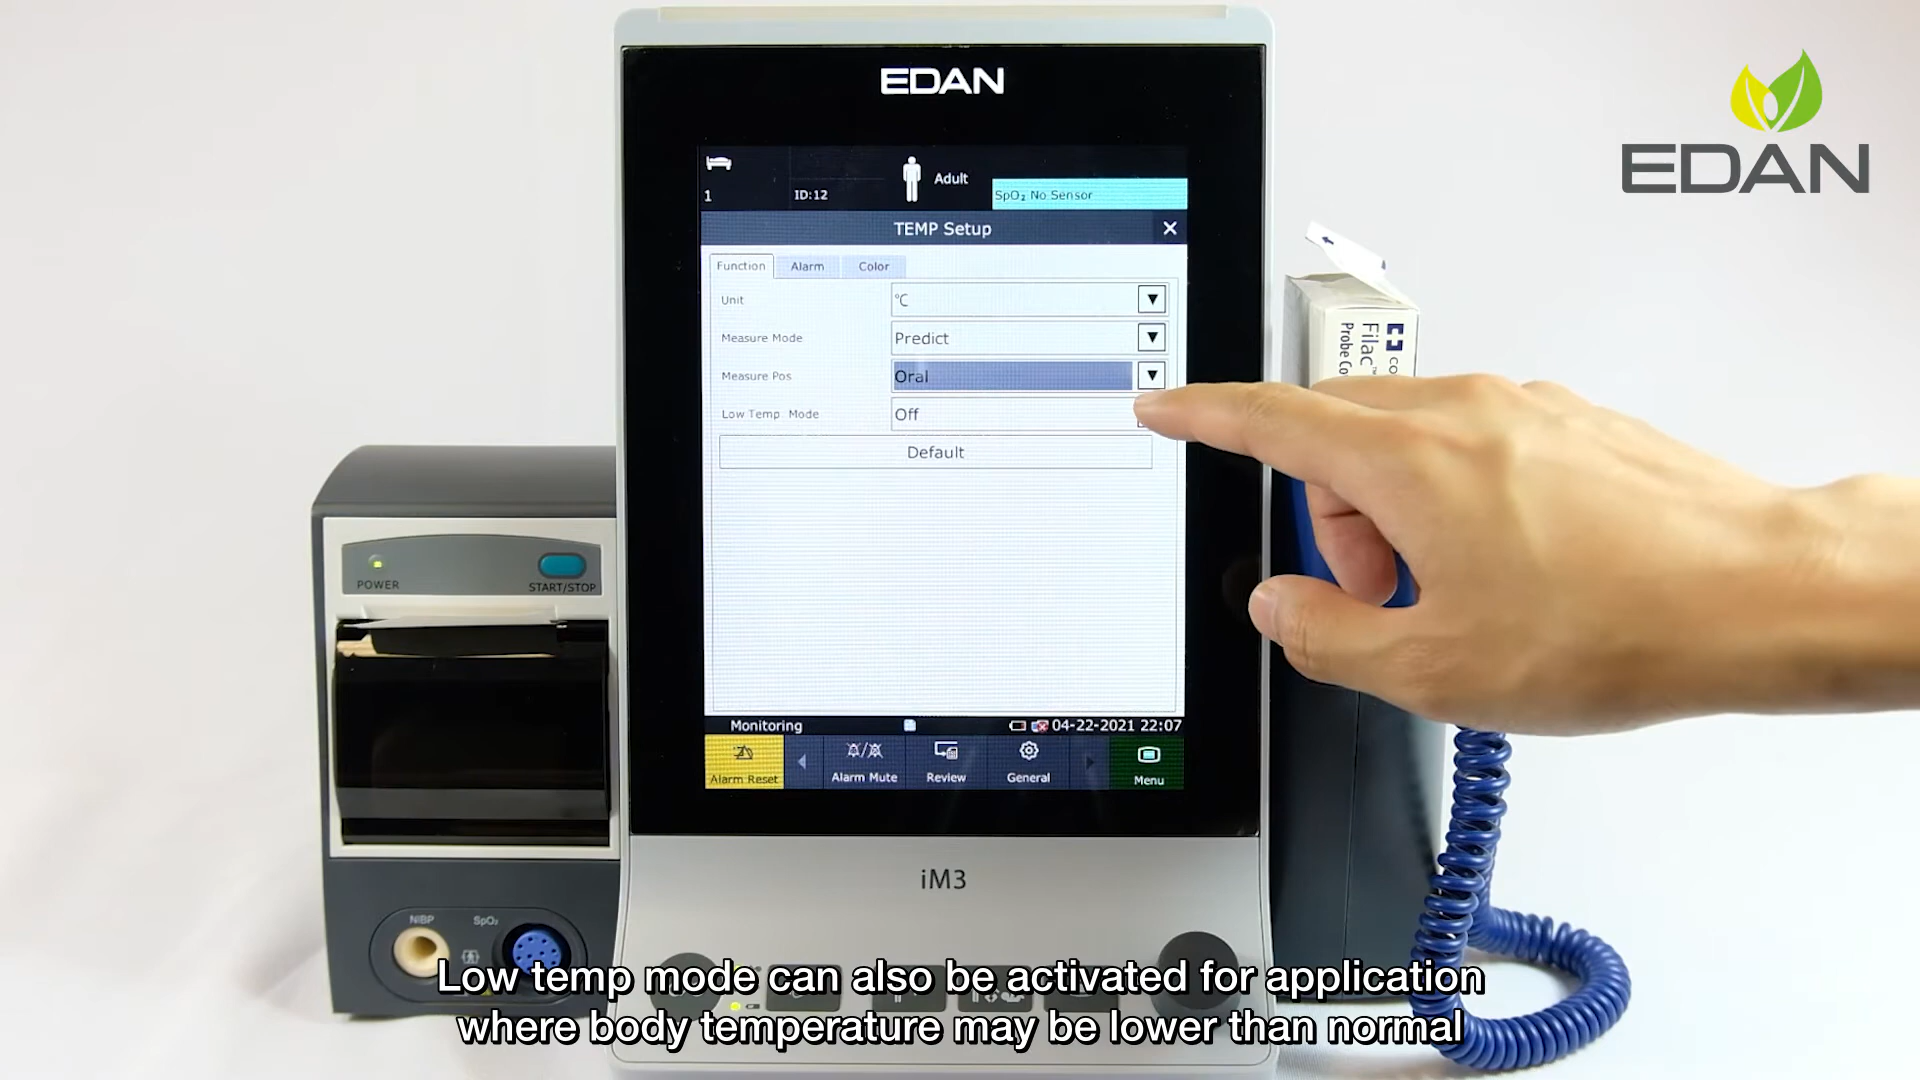 EDAN
EDAN
Adult
1
ID:12
SpO₂ No Sensor
TEMP Setup
Function
Alarm
Color
Unit
°C
Measure Mode
Predict
Measure Pos
Oral
Low Temp. Mode
Off
Default
Filac™
Probe Co
CO
POWER
START/STOP
Monitoring
04-22-2021 22:07
Alarm Reset
Alarm Mute
Review
General
Menu
iM3
NIBP
SpO₂
Low temp mode can also be activated for application
where body temperature may be lower than normal